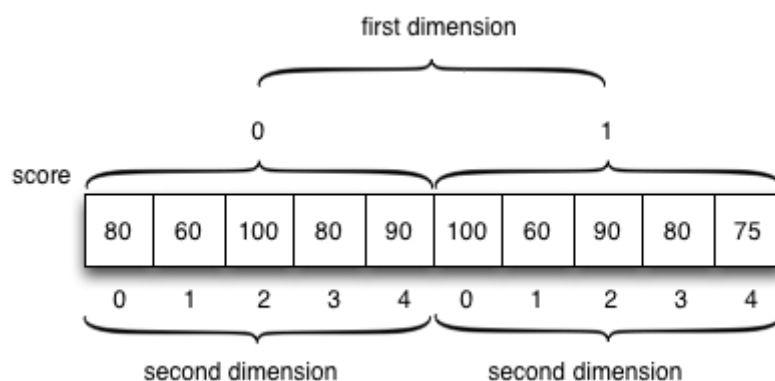 first dimension
0 1
score
80 60 100 80 90 100 60 90 80 75
0 1 2 3 4 0 1 2 3 4
second dimension second dimension